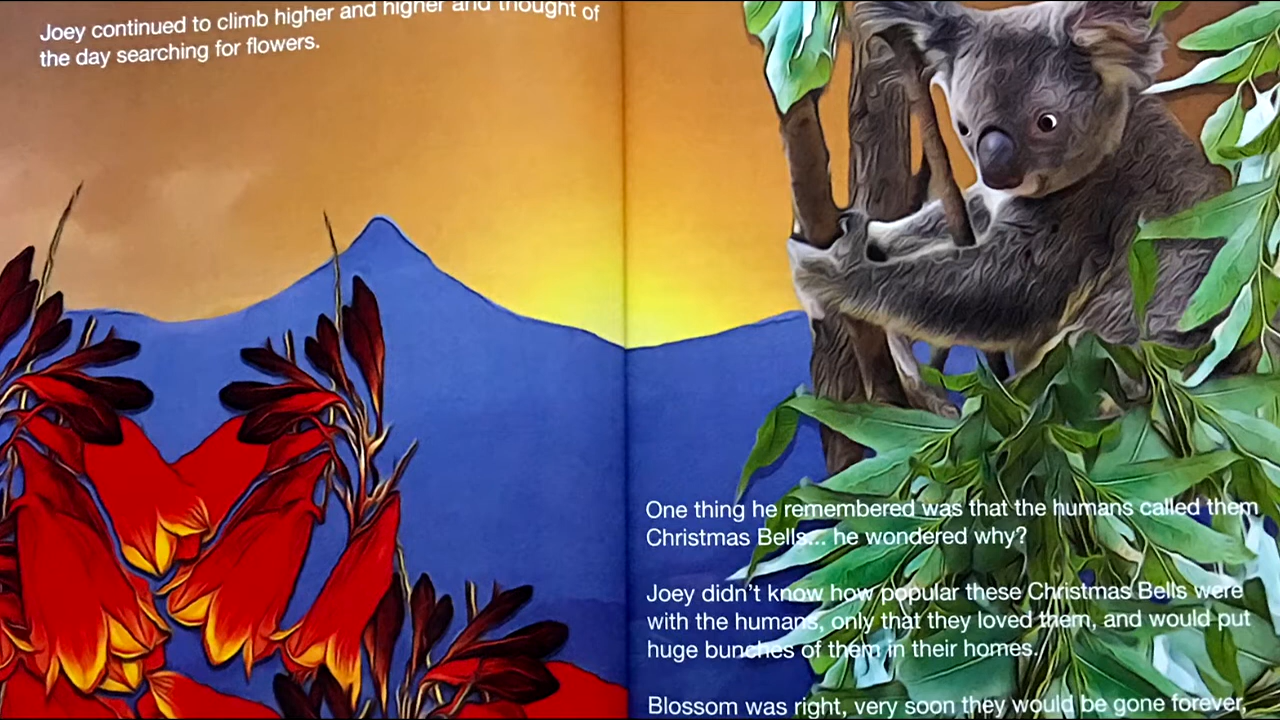 Joey continued to climb higher and higher and thought of
the day searching for flowers.
One thing he remembered was that the humans called them
Christmas Bells... he wondered why?
Joey didn't know how popular these Christmas Bells were
with the humans, only that they loved them, and would put
huge bunches of them in their homes.
Blossom was right, very soon they would be gone forever,